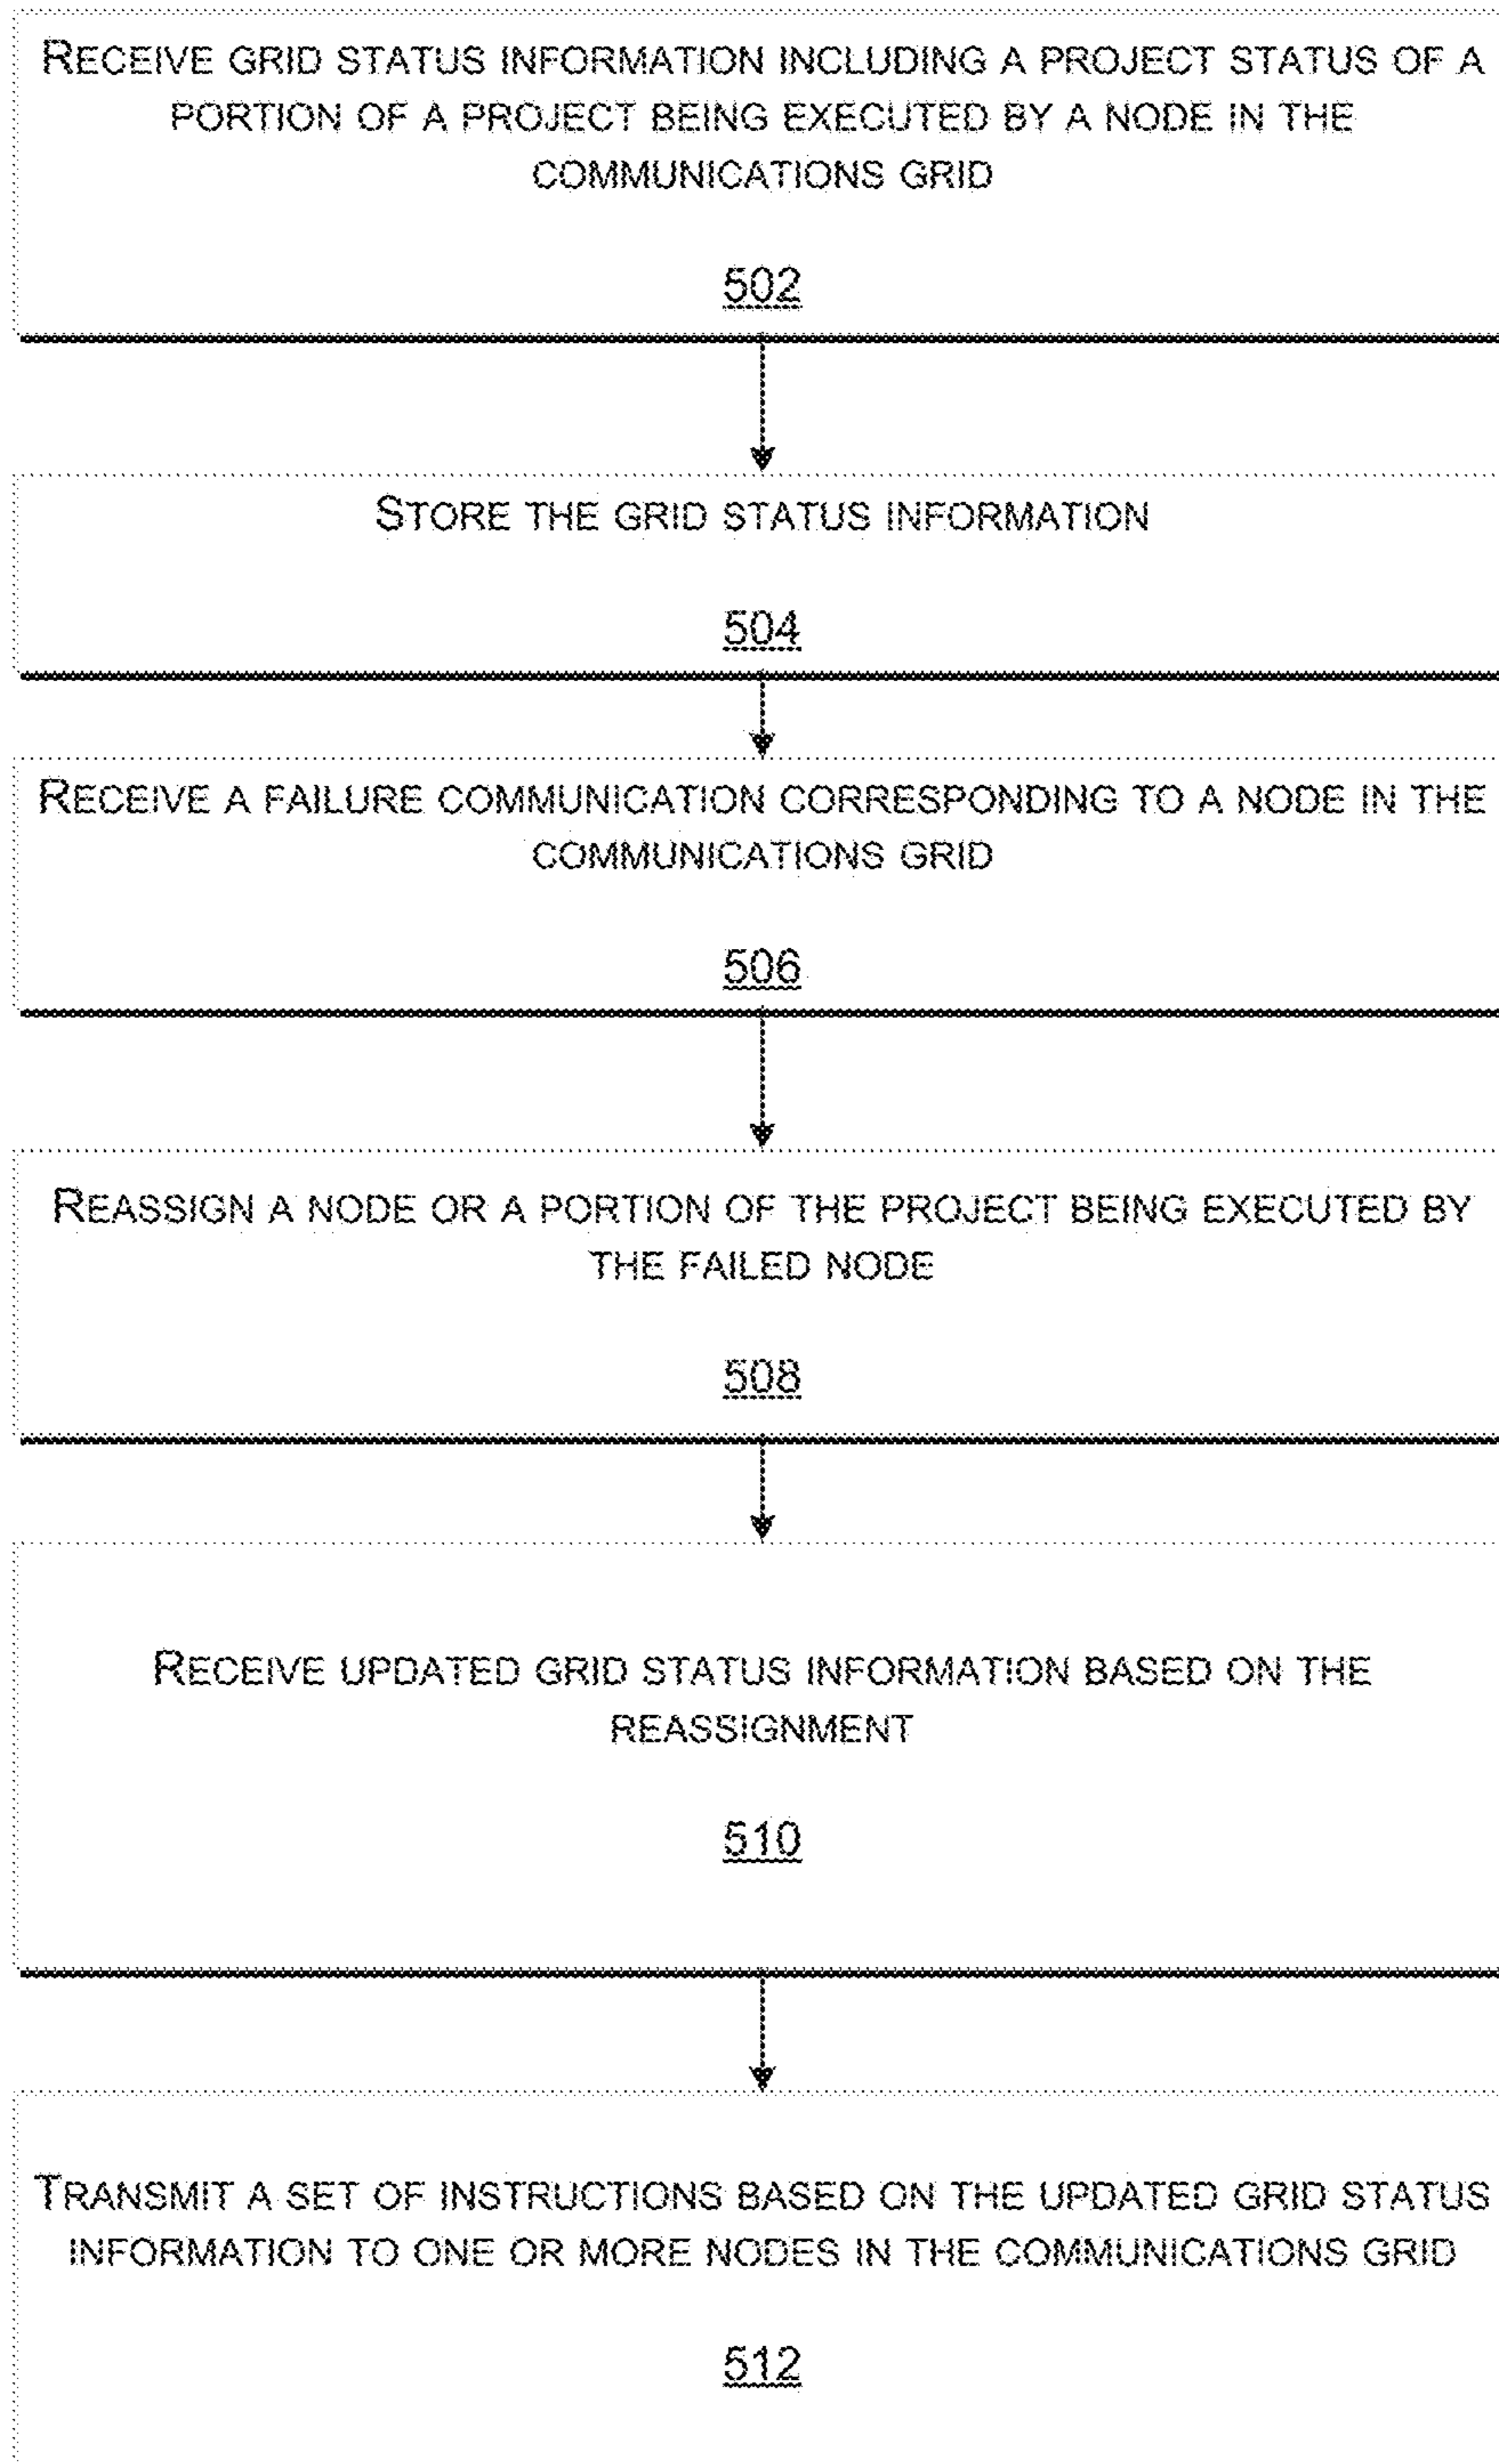 RECEIVE GRID STATUS INFORMATION INCLUDING A PROJECT STATUS OF A
PORTION OF A PROJECT BEING EXECUTED BY A NODE IN THE
COMMUNICATIONS GRID
502
STORE THE GRID STATUS INFORMATION
504
RECEIVE A FAILURE COMMUNICATION CORRESPONDING TO A NODE IN THE
COMMUNICATIONS GRID
506
REASSIGN A NODE OR A PORTION OF THE PROJECT BEING EXECUTED BY
THE FAILED NODE
508
RECEIVE UPDATED GRID STATUS INFORMATION BASED ON THE
REASSIGNMENT
510
TRANSMIT A SET OF INSTRUCTIONS BASED ON THE UPDATED GRID STATUS
INFORMATION TO ONE OR MORE NODES IN THE COMMUNICATIONS GRID
512